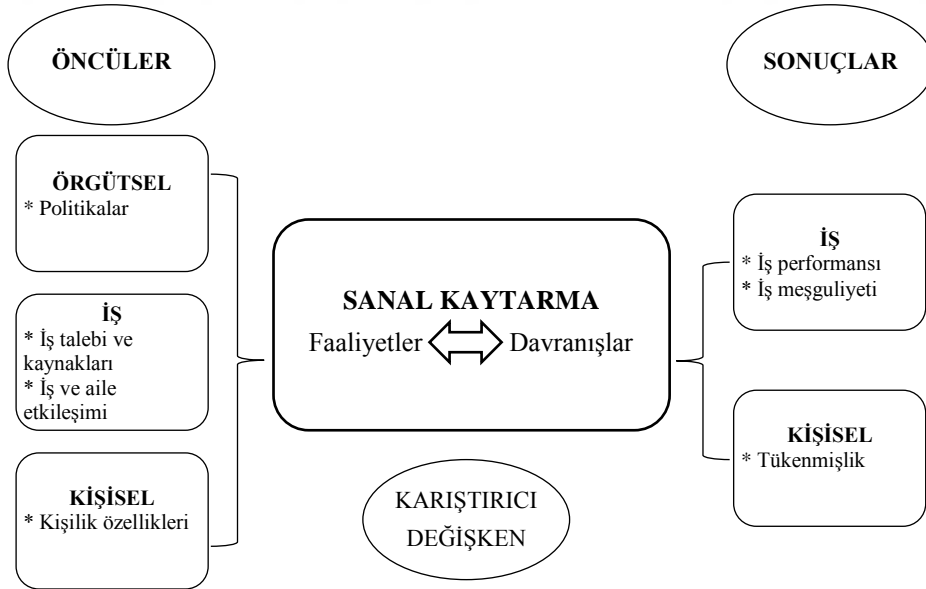 ÖNCÜLER
ÖRGÜTSEL
* Politikalar
İŞ
* İş talebi ve
kaynakları
* İş ve aile
etkileşimi
KİŞİSEL
* Kişilik özellikleri
SANAL KAYTARMA
Faaliyetler Davranışlar
KARIŞTIRICI
DEĞİŞKEN
SONUÇLAR
İŞ
* İş performansı
* İş meşguliyeti
KİŞİSEL
* Tükenmişlik